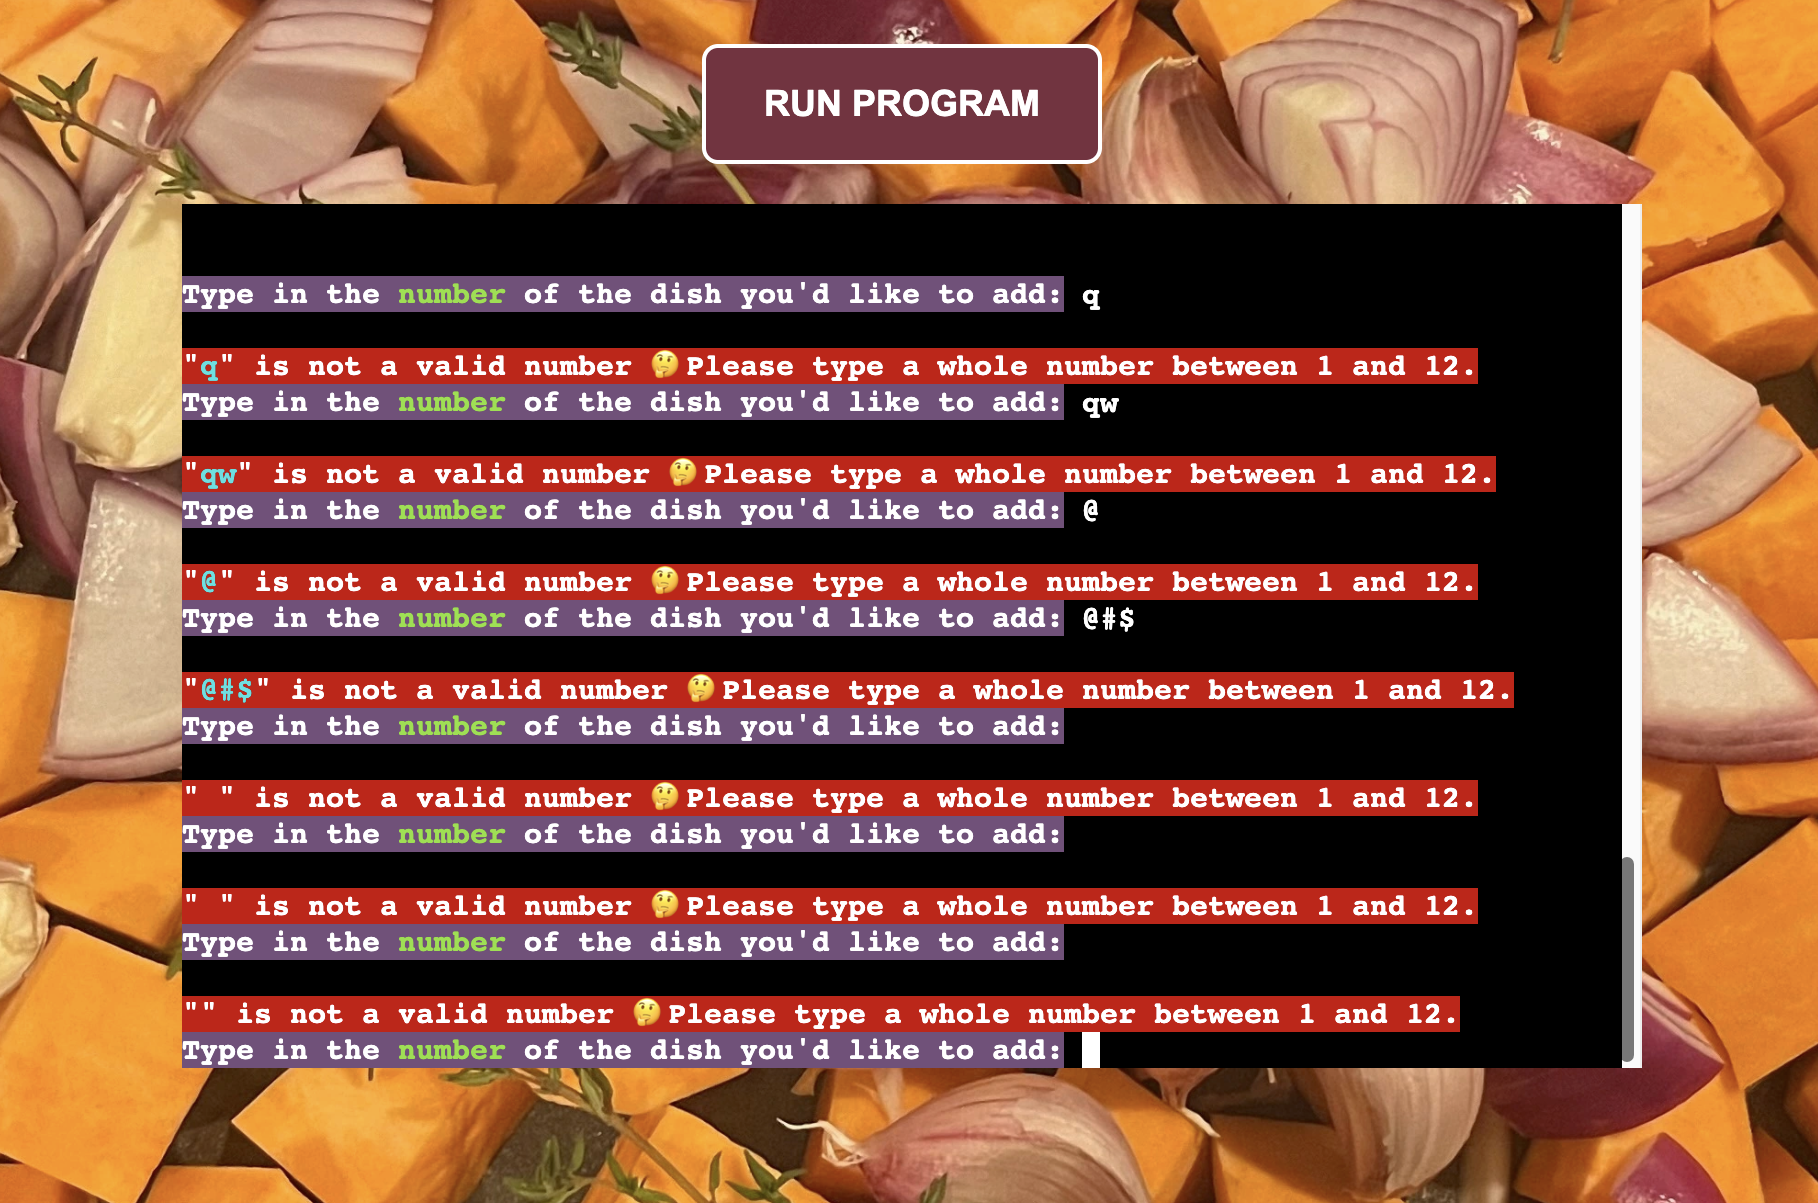 RUN PROGRAM
Type in the number of the dish you'd like to add: q
"q" is not a valid number 🤔Please type a whole number between 1 and 12.
Type in the number of the dish you'd like to add: qw
"qw" is not a valid number 🤔Please type a whole number between 1 and 12.
Type in the number of the dish you'd like to add: @
"@" is not a valid number 🤔Please type a whole number between 1 and 12.
Type in the number of the dish you'd like to add: @#$
"@#$" is not a valid number 🤔Please type a whole number between 1 and 12.
Type in the number of the dish you'd like to add:
" " is not a valid number 🤔Please type a whole number between 1 and 12.
Type in the number of the dish you'd like to add:
" " is not a valid number 🤔Please type a whole number between 1 and 12.
Type in the number of the dish you'd like to add:
"" is not a valid number 🤔Please type a whole number between 1 and 12.
Type in the number of the dish you'd like to add: